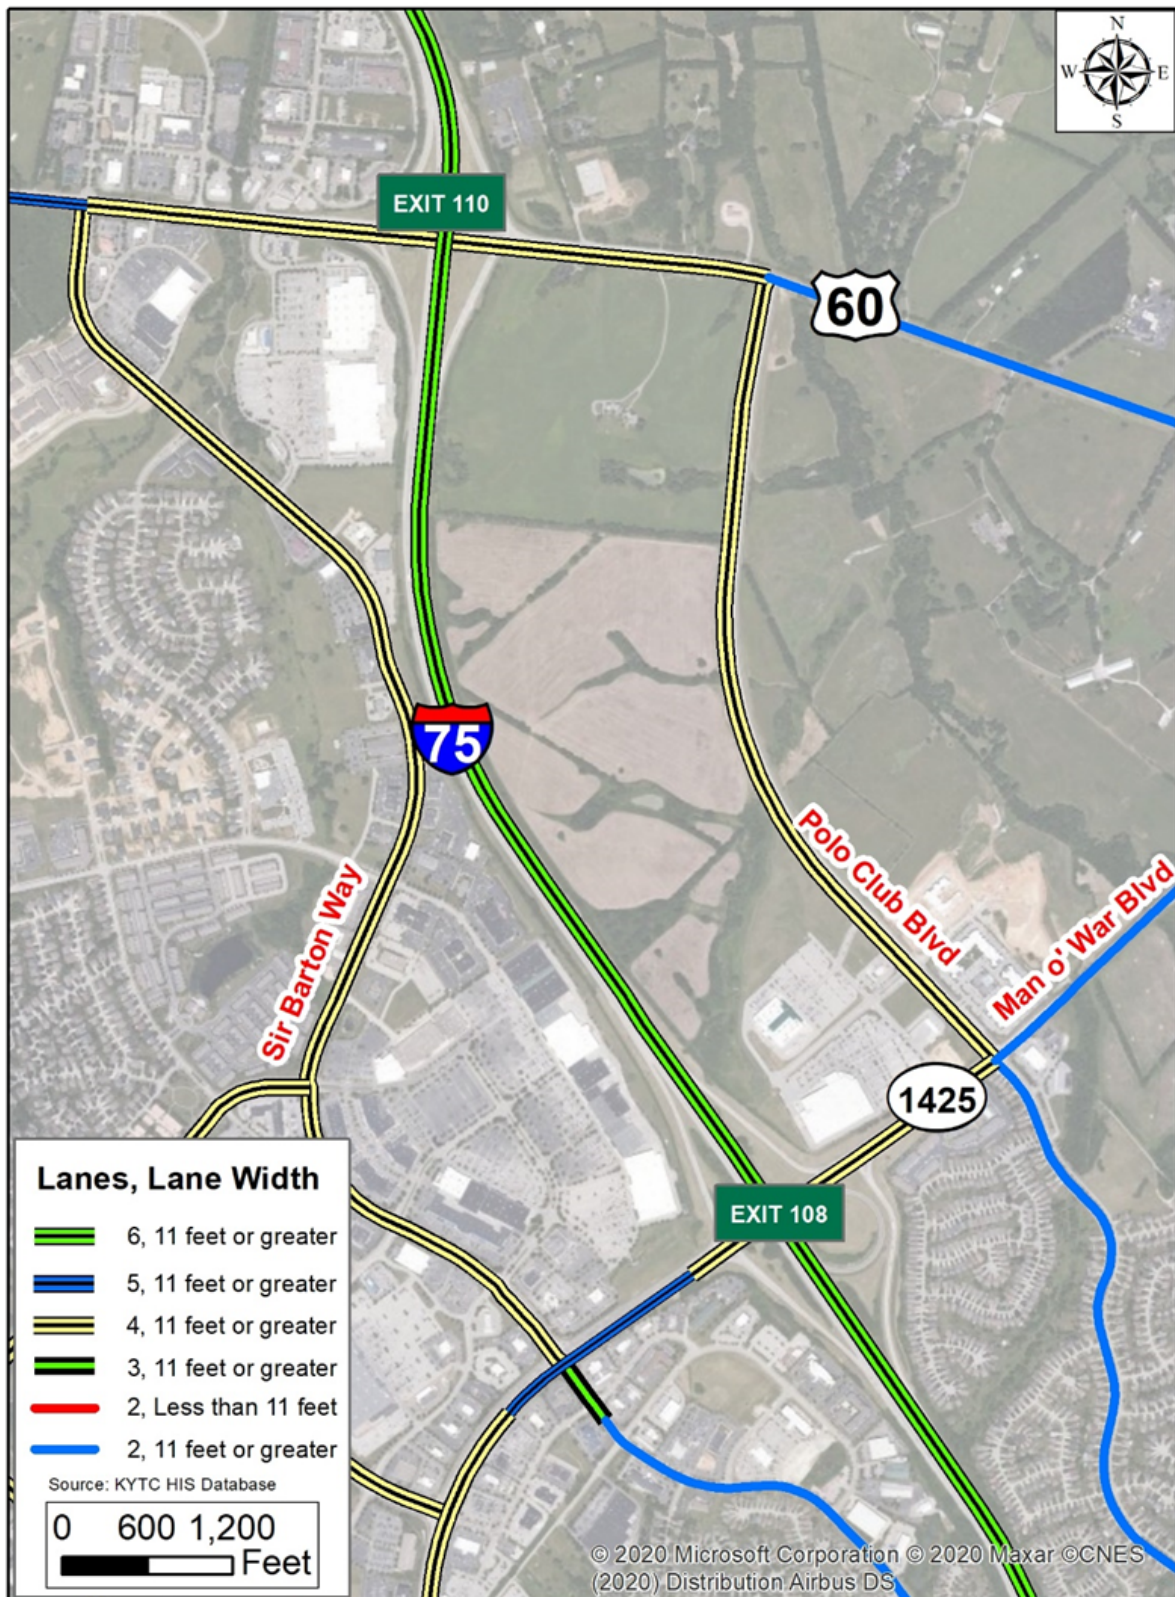 N
W E
S
EXIT 110
60
75
Polo Club Blvd
Man o' War Blvd
Sir Barton Way
1425
EXIT 108
Lanes, Lane Width
6, 11 feet or greater
5, 11 feet or greater
4, 11 feet or greater
3, 11 feet or greater
2, Less than 11 feet
2, 11 feet or greater
Source: KYTC HIS Database
0 600 1,200
Feet
© 2020 Microsoft Corporation © 2020 Maxar ©CNES
(2020) Distribution Airbus DS